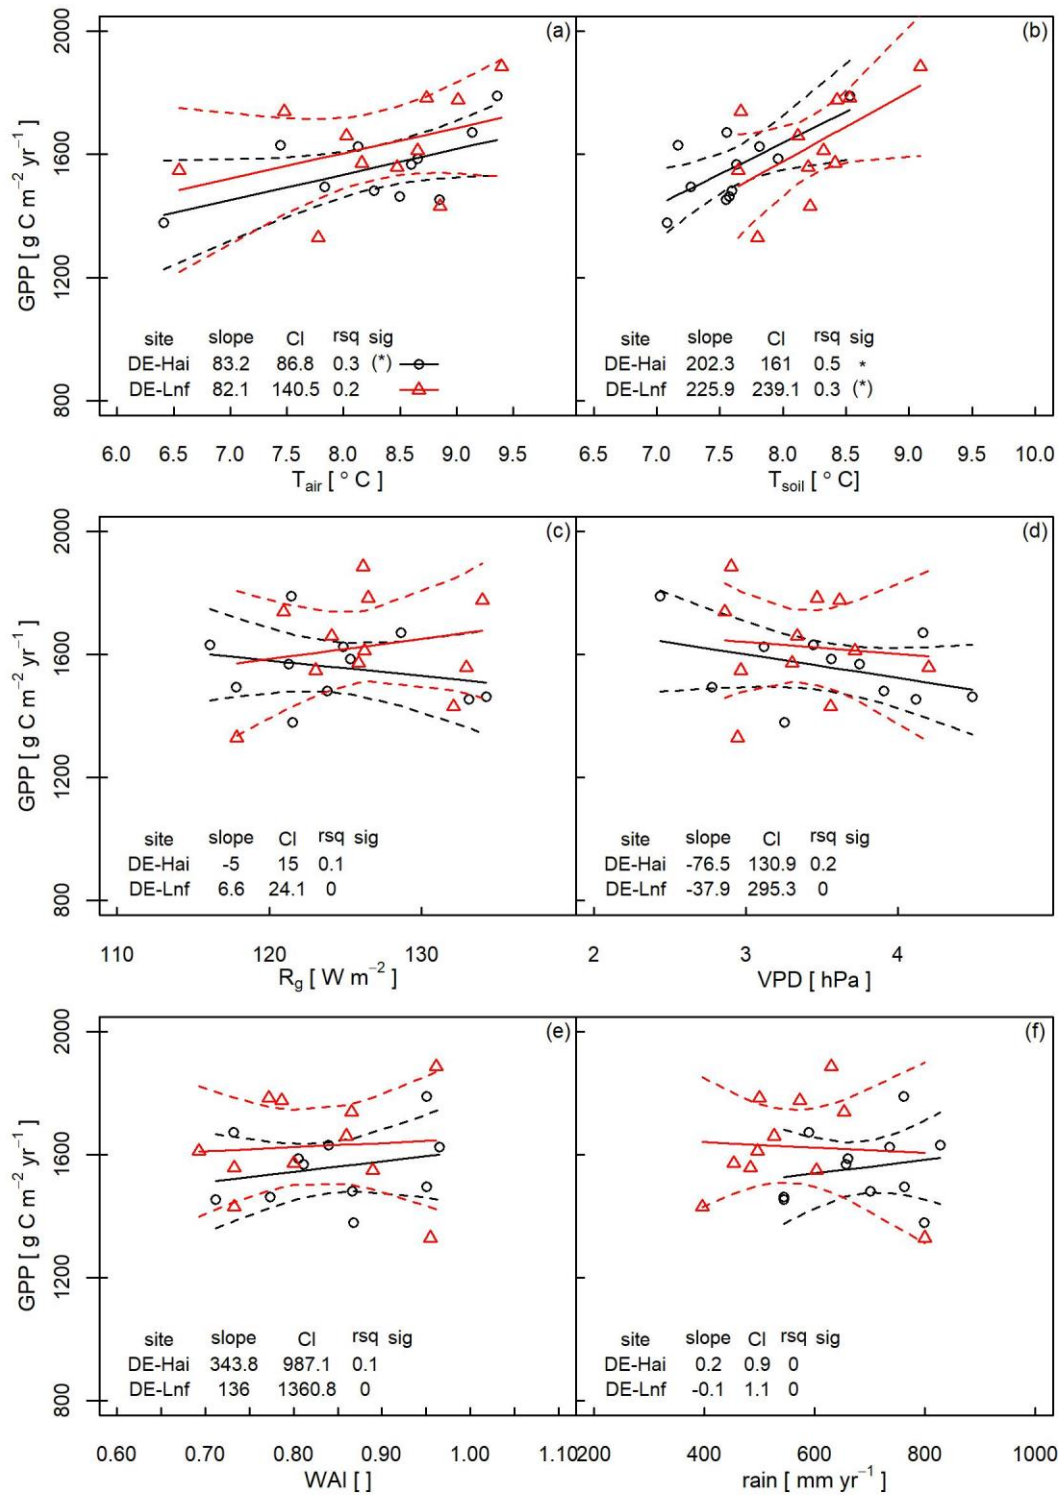 (a)
2000
1600
1200
800
GPP [ g C m−2 yr−1 ]
site slope CI rsq sig
DE-Hai 83.2 86.8 0.3 (*)
DE-Lnf 82.1 140.5 0.2
6.0 6.5 7.0 7.5 8.0 8.5 9.0 9.5
Tair [ ° C ]
(b)
site slope CI rsq sig
DE-Hai 202.3 161 0.5 *
DE-Lnf 225.9 239.1 0.3 (*)
6.5 7.0 7.5 8.0 8.5 9.0 9.5 10.0
Tsoil [ ° C ]
(c)
2000
1600
1200
800
GPP [ g C m−2 yr−1 ]
site slope CI rsq sig
DE-Hai -5 15 0.1
DE-Lnf 6.6 24.1 0
110 120 130
Rg [ W m−2 ]
(d)
site slope CI rsq sig
DE-Hai -76.5 130.9 0.2
DE-Lnf -37.9 295.3 0
2 3 4
VPD [ hPa ]
(e)
2000
1600
1200
800
GPP [ g C m−2 yr−1 ]
site slope CI rsq sig
DE-Hai 343.8 987.1 0.1
DE-Lnf 136 1360.8 0
0.60 0.70 0.80 0.90 1.00 1.10
WAI [ ]
(f)
site slope CI rsq sig
DE-Hai 0.2 0.9 0
DE-Lnf -0.1 1.1 0
200 400 600 800 1000
rain [ mm yr−1 ]